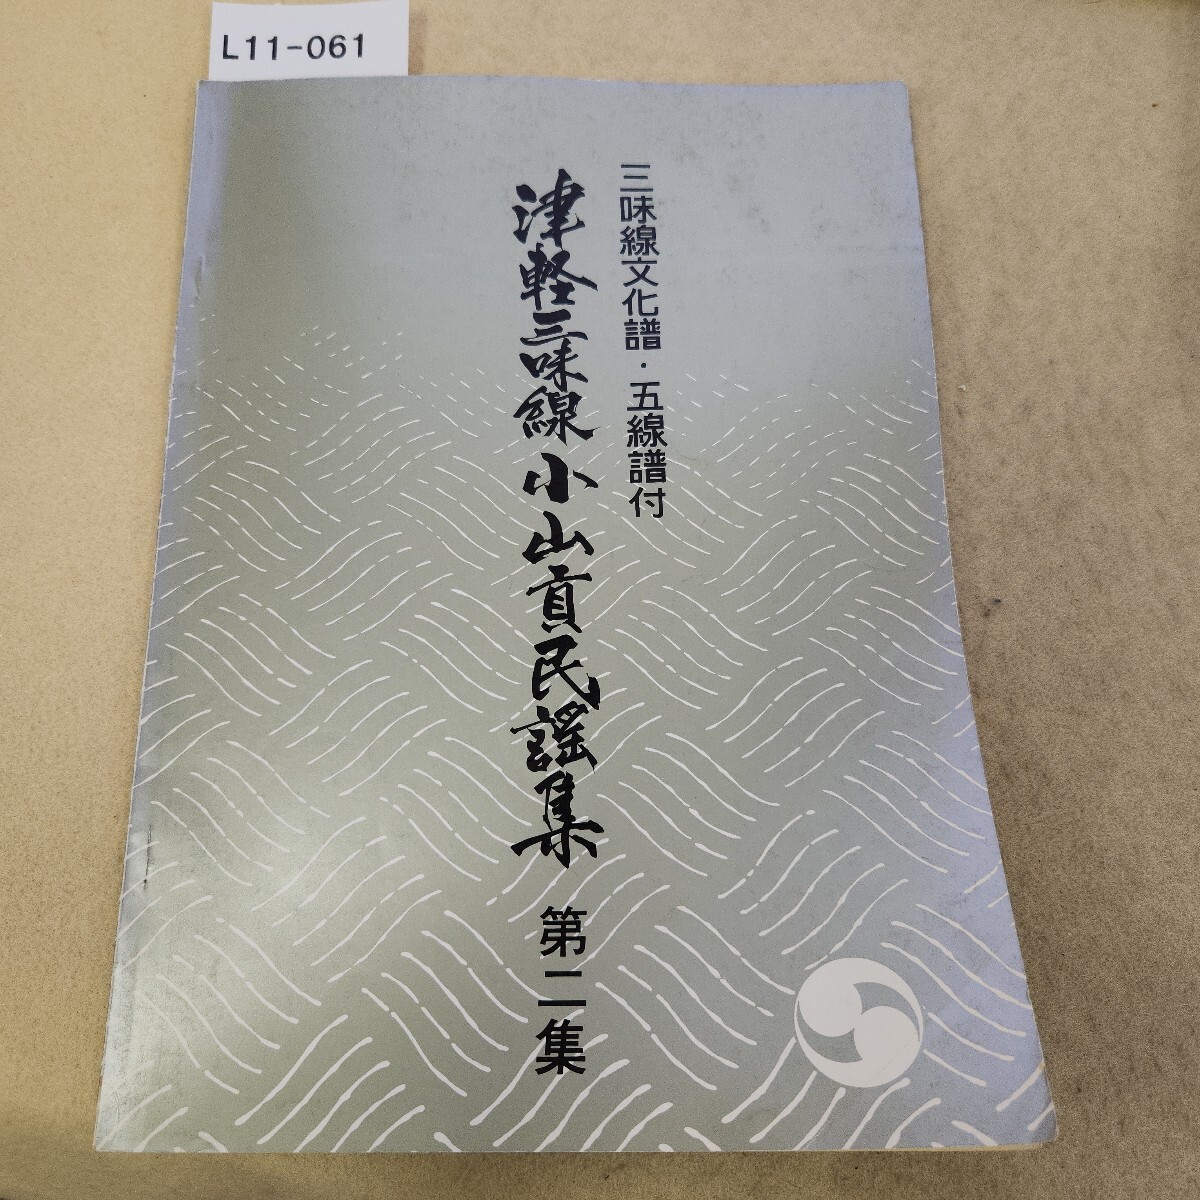 L11-061
三味線文化譜・五線譜付
津軽三味線小山貢民謡集 第二集